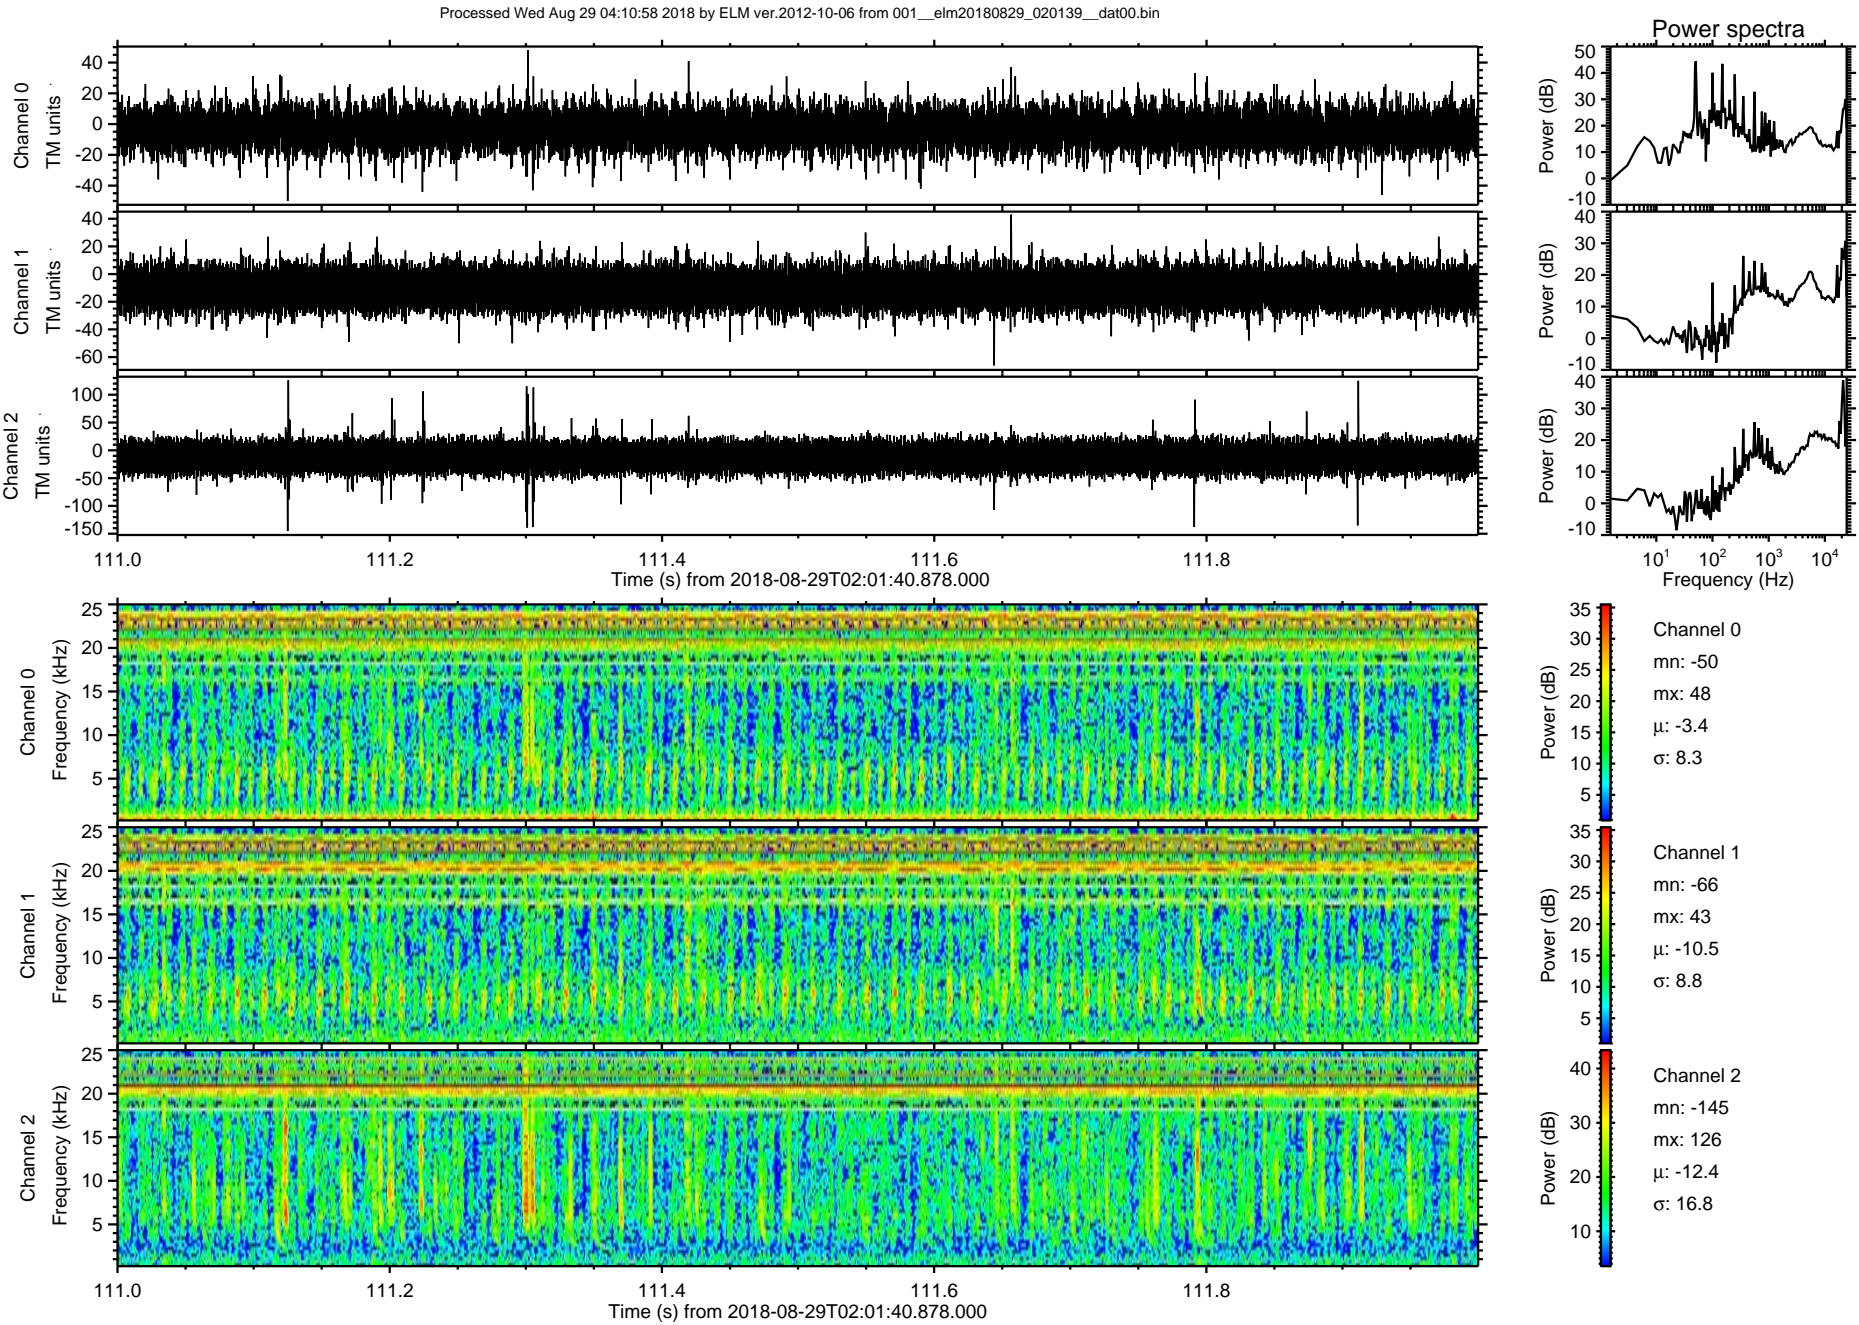 Processed Wed Aug 29 04:10:58 2018 by ELM ver.2012-10-06 from 001__elm20180829_020139__dat00.bin
Power spectra
Channel 0
TM units
40
20
0
-20
-40
Power (dB)
50
40
30
20
10
0
-10
Channel 1
TM units
40
20
0
-20
-40
-60
Power (dB)
40
30
20
10
0
-10
Channel 2
TM units
100
50
0
-50
-100
-150
Power (dB)
40
30
20
10
0
-10
111.0 111.2 111.4 111.6 111.8
Time (s) from 2018-08-29T02:01:40.878.000
10¹ 10² 10³ 10⁴
Frequency (Hz)
Channel 0
Frequency (kHz)
25
20
15
10
5
Power (dB)
35
30
25
20
15
10
5
Channel 0
mn: -50
mx: 48
μ: -3.4
σ: 8.3
Channel 1
Frequency (kHz)
25
20
15
10
5
Power (dB)
35
30
25
20
15
10
5
Channel 1
mn: -66
mx: 43
μ: -10.5
σ: 8.8
Channel 2
Frequency (kHz)
25
20
15
10
5
Power (dB)
40
30
20
10
Channel 2
mn: -145
mx: 126
μ: -12.4
σ: 16.8
111.0 111.2 111.4 111.6 111.8
Time (s) from 2018-08-29T02:01:40.878.000